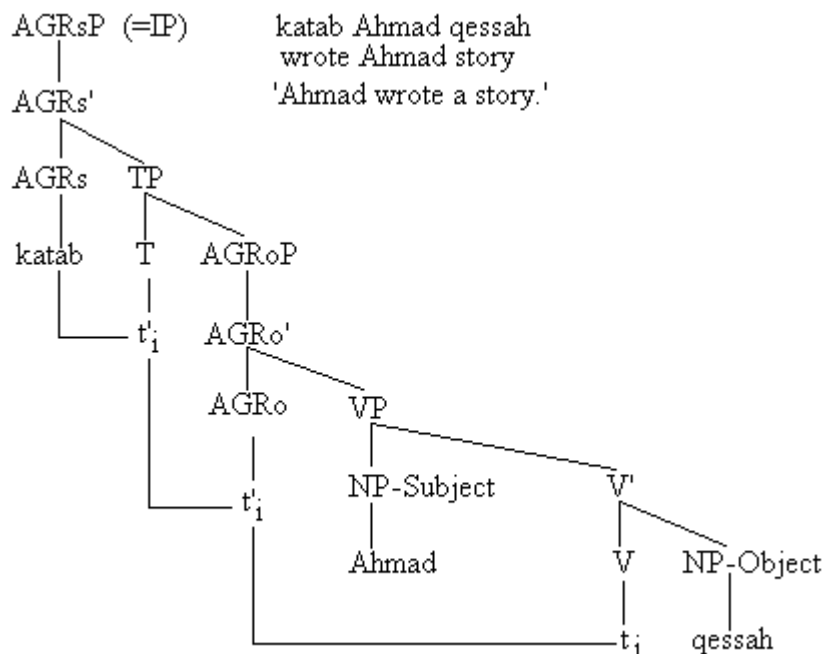 AGRsP (=IP) katab Ahmad qessah
wrote Ahmad story
AGRs' 'Ahmad wrote a story.'
AGRs TP
katab T AGRoP
t'i AGRo'
AGRo VP
t'i NP-Subject V'
Ahmad V NP-Object
ti qessah